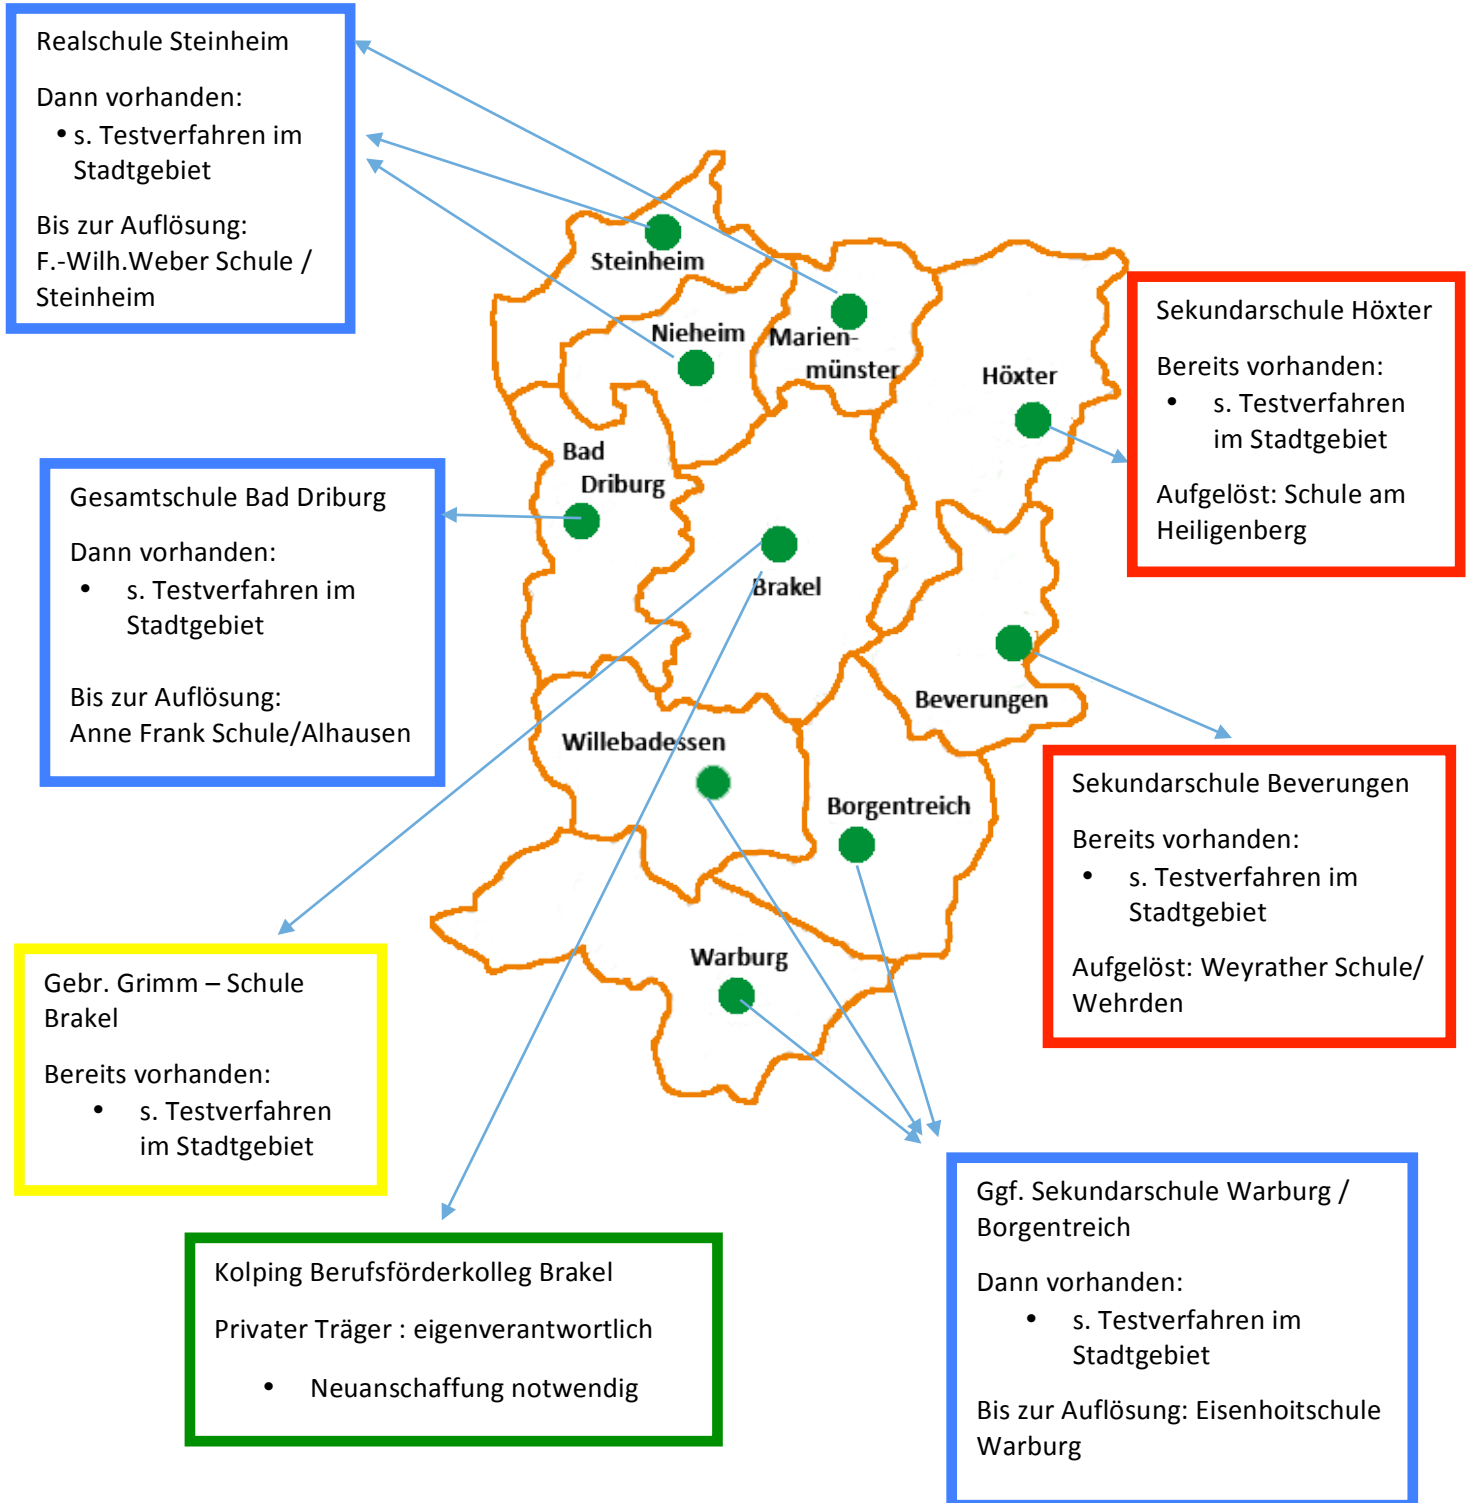 Realschule Steinheim
Dann vorhanden:
• s. Testverfahren im
Stadtgebiet
Bis zur Auflösung:
F.-Wilh.Weber Schule /
Steinheim
Steinheim
Nieheim
Marien-
münster
Höxter
Sekundarschule Höxter
Bereits vorhanden:
• s. Testverfahren
im Stadtgebiet
Aufgelöst: Schule am
Heiligenberg
Bad
Driburg
Gesamtschule Bad Driburg
Dann vorhanden:
• s. Testverfahren im
Stadtgebiet
Bis zur Auflösung:
Anne Frank Schule/Alhausen
Brakel
Beverungen
Willebadessen
Borgentreich
Sekundarschule Beverungen
Bereits vorhanden:
• s. Testverfahren im
Stadtgebiet
Aufgelöst: Weyrather Schule/
Wehrden
Warburg
Gebr. Grimm – Schule
Brakel
Bereits vorhanden:
• s. Testverfahren
im Stadtgebiet
Kolping Berufsförderkolleg Brakel
Privater Träger : eigenverantwortlich
• Neuanschaffung notwendig
Ggf. Sekundarschule Warburg /
Borgentreich
Dann vorhanden:
• s. Testverfahren im
Stadtgebiet
Bis zur Auflösung: Eisenhoitschule
Warburg